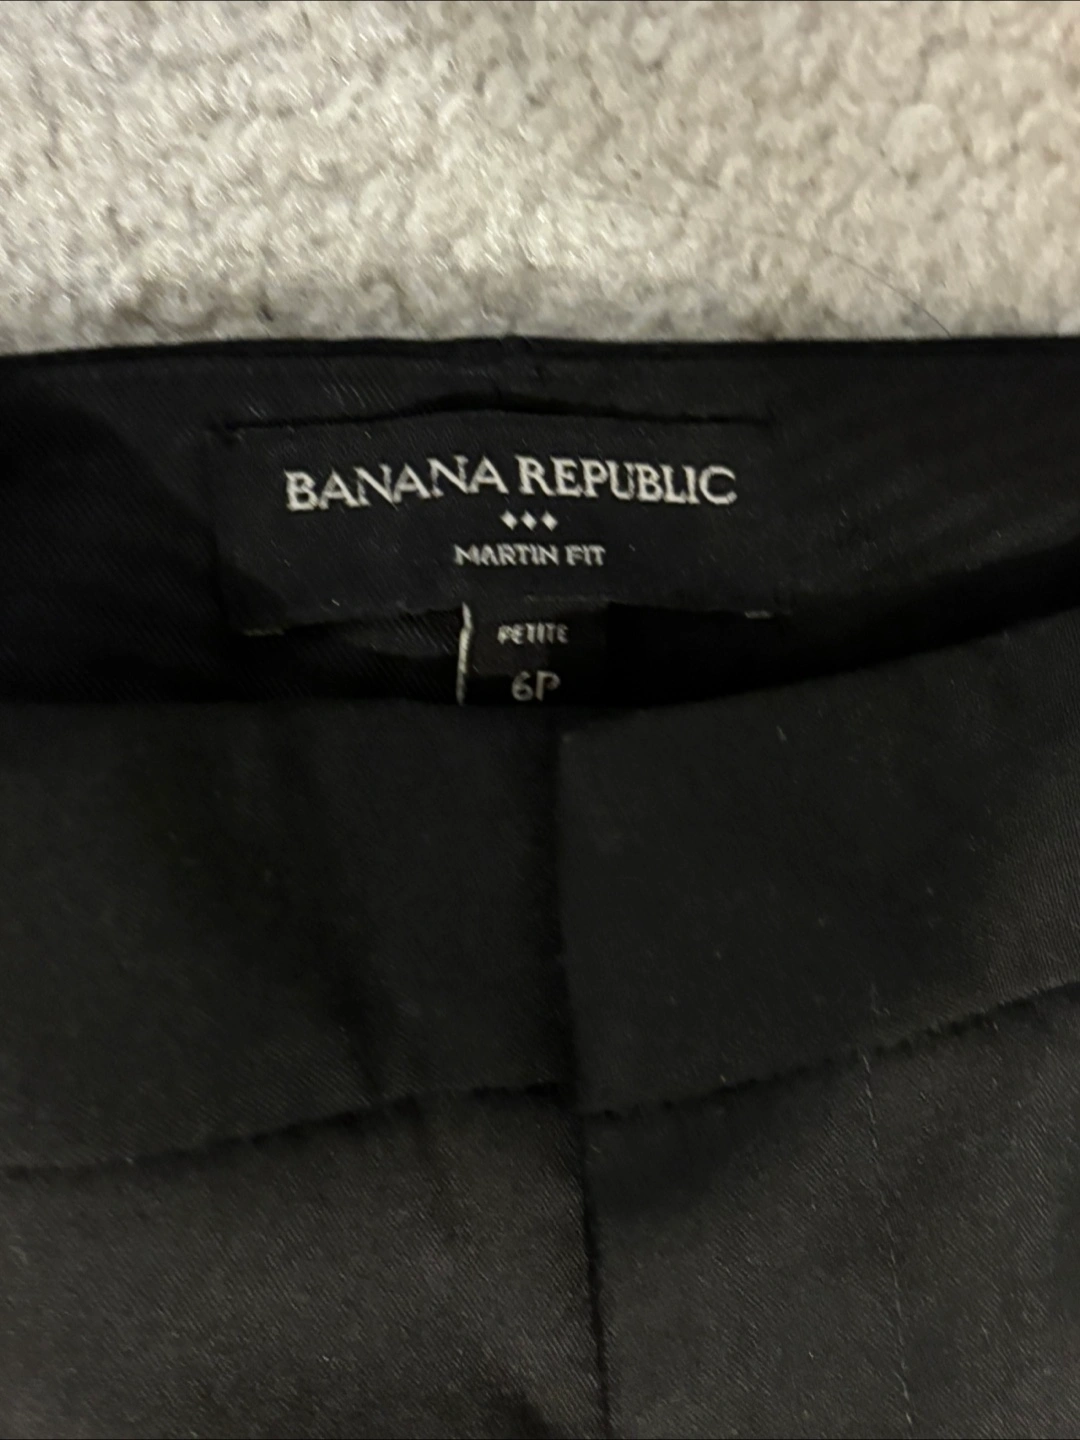 BANANA REPUBLIC
MARTIN FIT
PETITE
6P